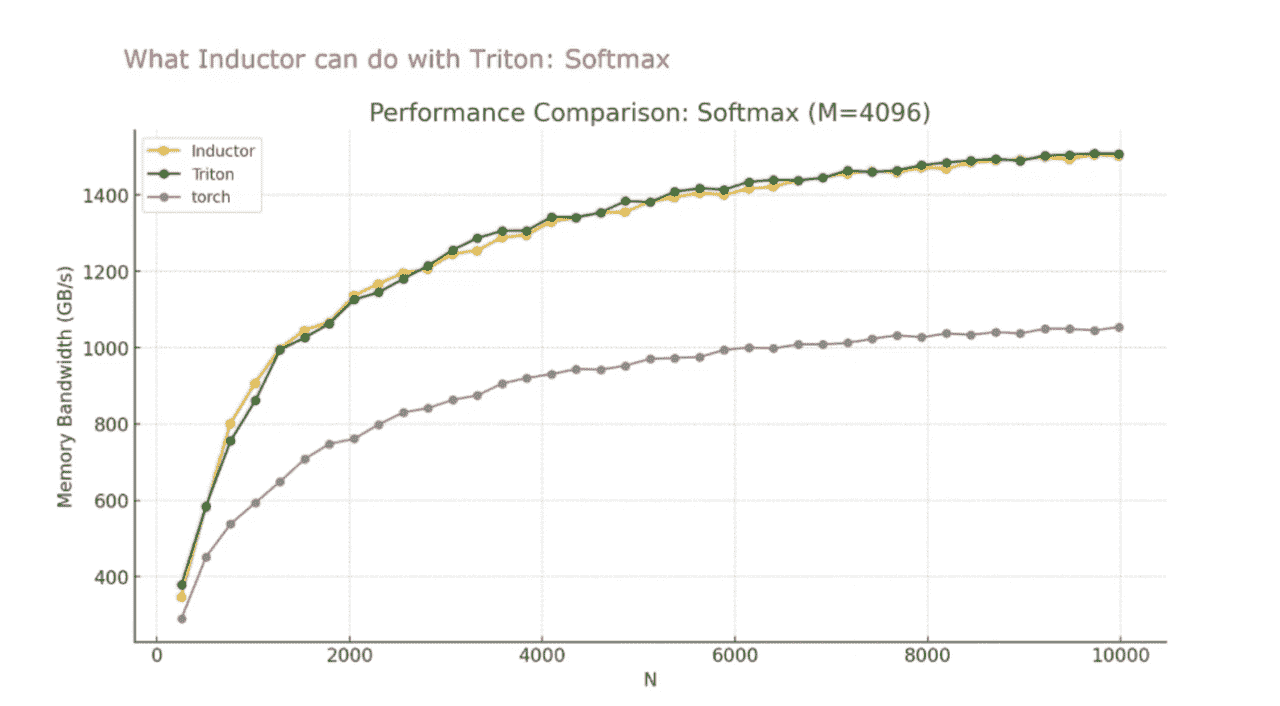 What Inductor can do with Triton: Softmax
Performance Comparison: Softmax (M=4096)
Inductor
Triton
torch
Memory Bandwidth (GB/s)
1400
1200
1000
800
600
400
0 2000 4000 6000 8000 10000
N